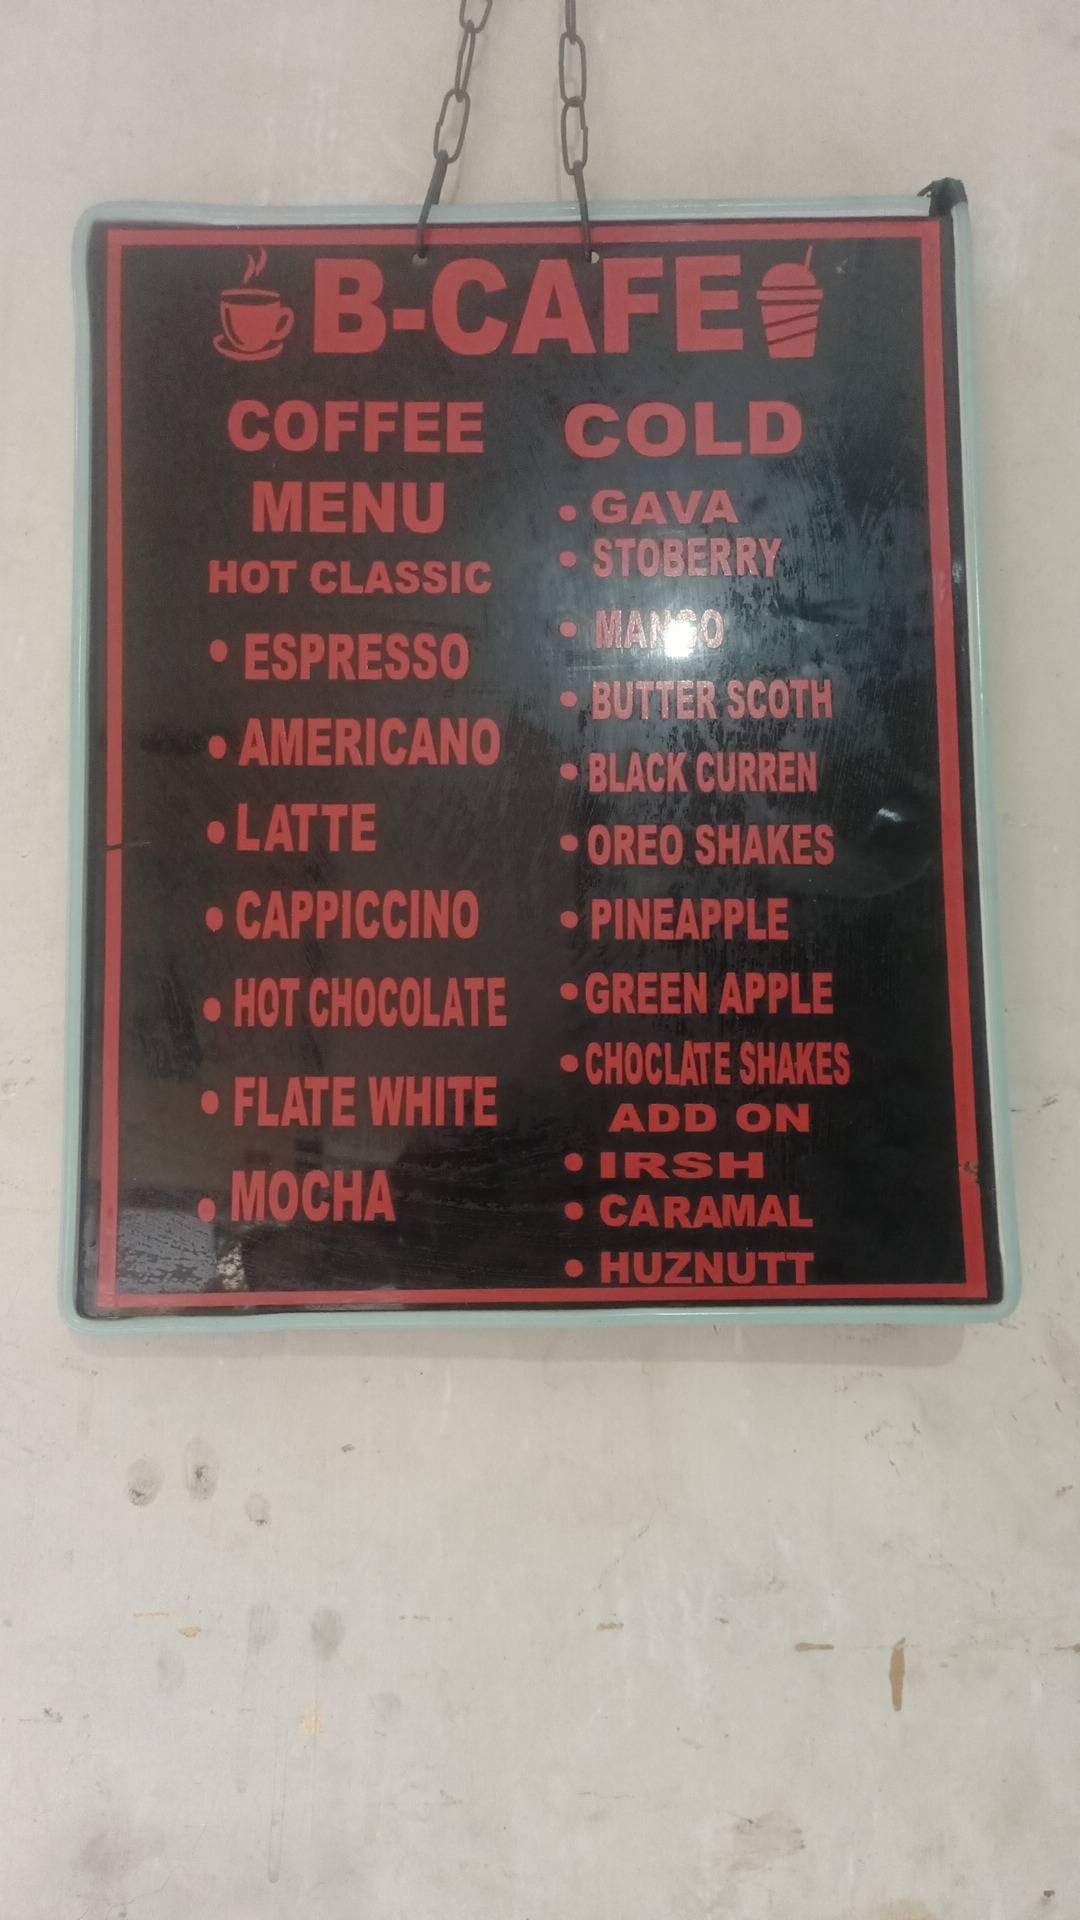 B-CAFE
COFFEE
MENU
HOT CLASSIC
• ESPRESSO
• AMERICANO
• LATTE
• CAPPICCINO
• HOT CHOCOLATE
• FLATE WHITE
• MOCHA
COLD
• GAVA
• STOBERRY
• MANGO
• BUTTER SCOTH
• BLACK CURREN
• OREO SHAKES
• PINEAPPLE
• GREEN APPLE
• CHOCLATE SHAKES
ADD ON
• IRSH
• CARAMAL
• HUZNUTT